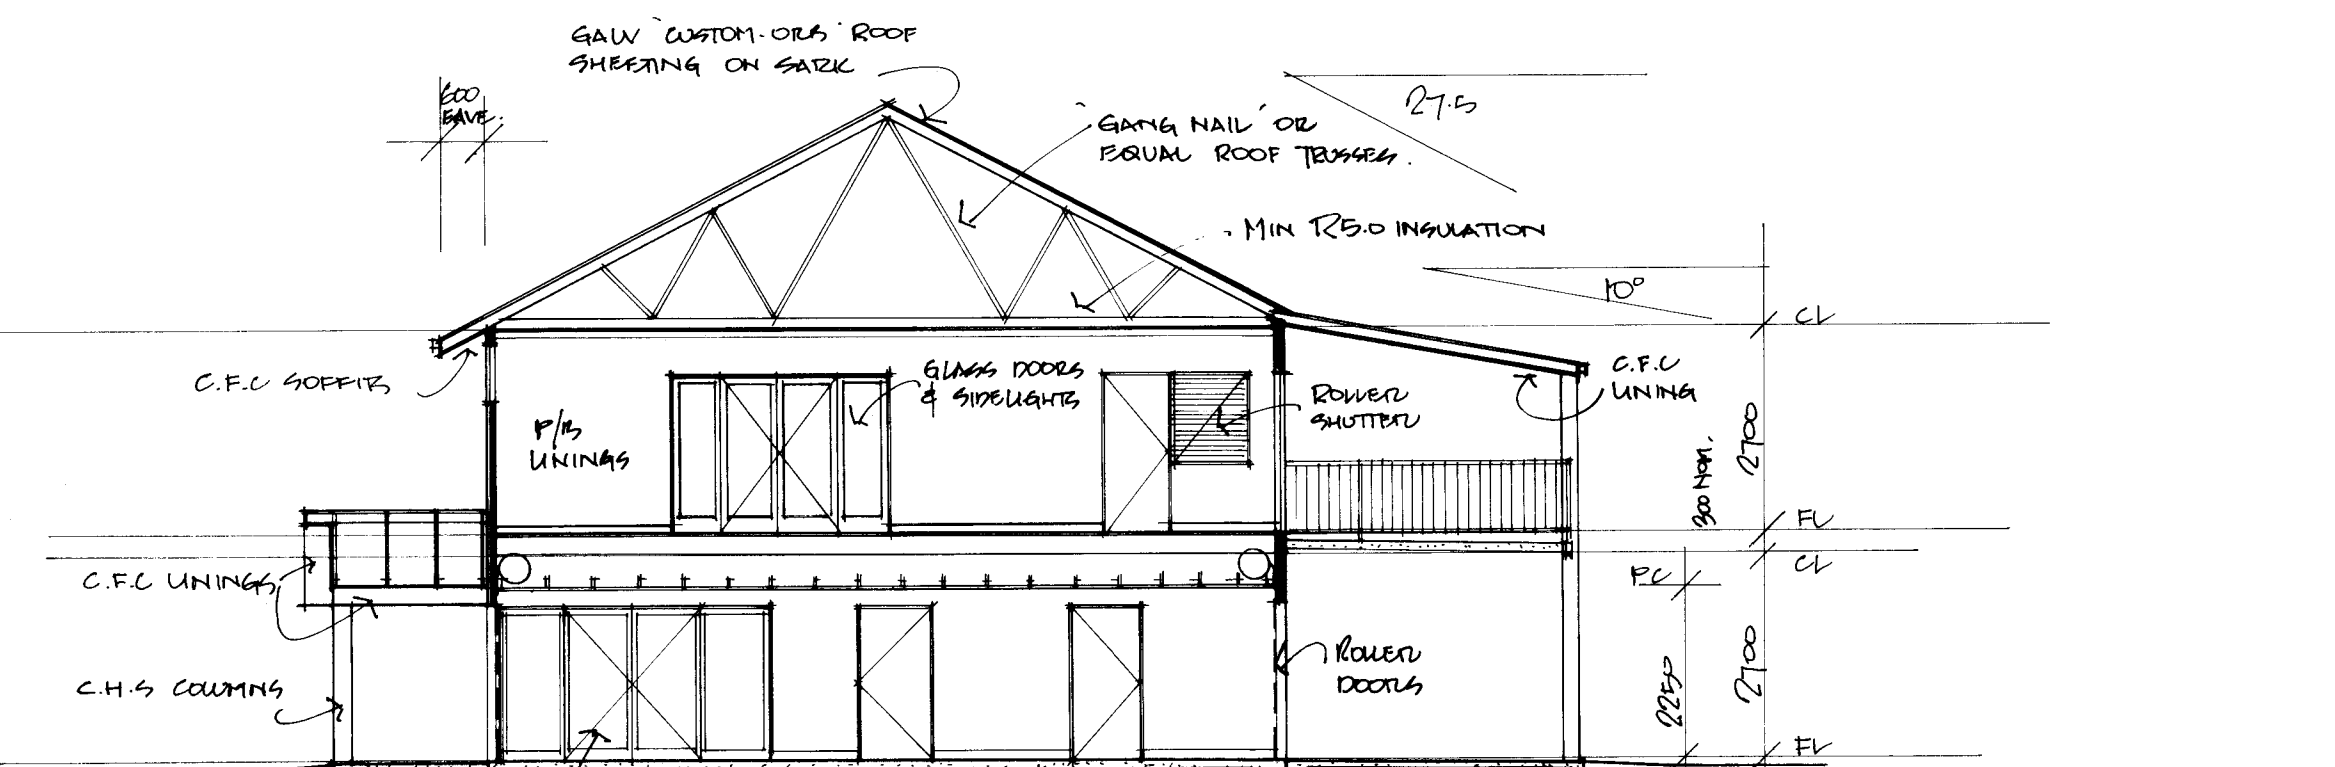 GALV 'CUSTOM-ORB' ROOF
SHEETING ON SARK
600
EAVE.
27.5
'GANG NAIL' OR
EQUAL ROOF TRUSSES.
MIN R5.0 INSULATION
10°
CL
C.F.C SOFFITS
GLASS DOORS
& SIDELIGHTS
P/B
LININGS
ROLLER
SHUTTER
C.F.C
LINING
2700
300 NOM.
FL
CL
C.F.C LININGS
P.C
C.H.S COLUMNS
ROLLER
DOORS
2250
2700
FL